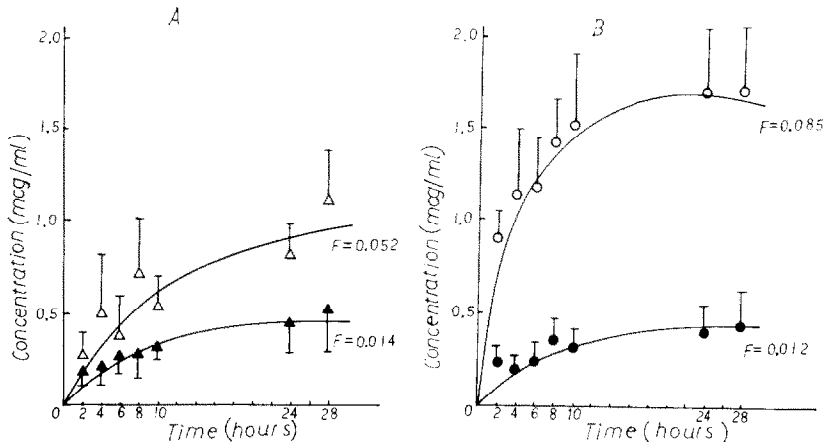 A
2.0
1.5
1.0
0,5
0
Concentration (mcg/ml)
F=0.052
F=0.014
2 4 6 8 10 24 28
Time (hours)
B
2.0
1.5
1.0
0,5
0
Concentration (mcg/ml)
F=0.085
F=0,012
2 4 6 8 10 24 28
Time (hours)